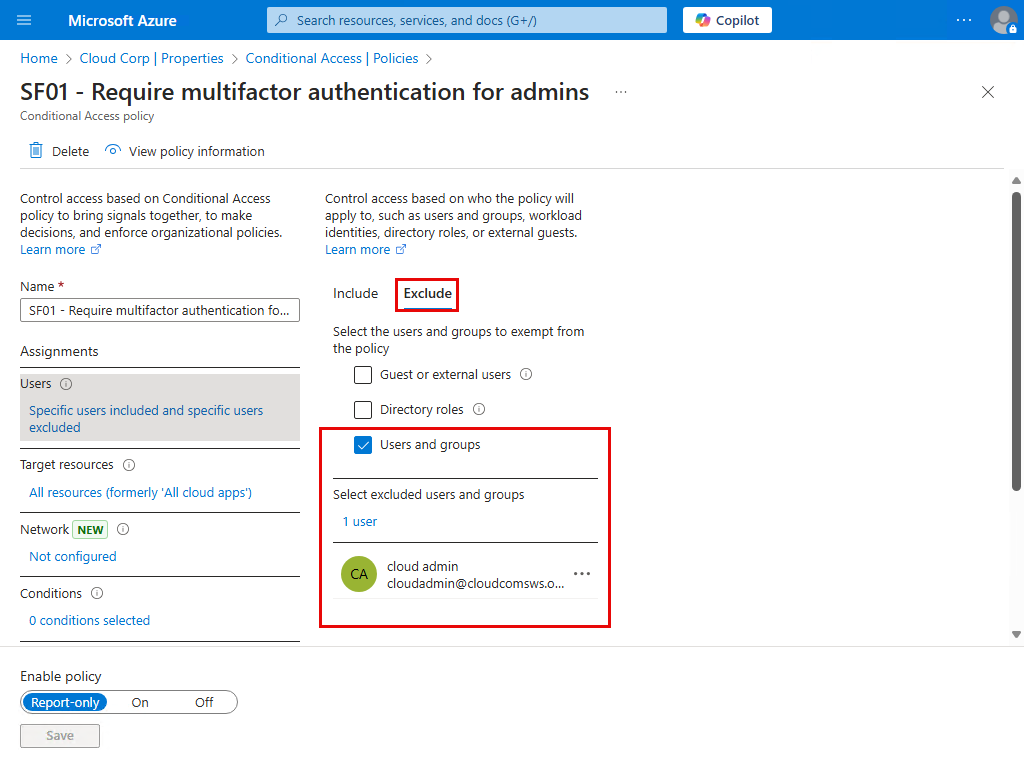 Microsoft Azure
Search resources, services, and docs (G+/)
Copilot
Home > Cloud Corp | Properties > Conditional Access | Policies >
SF01 - Require multifactor authentication for admins
Conditional Access policy
Delete
View policy information
Control access based on Conditional Access
policy to bring signals together, to make
decisions, and enforce organizational policies.
Learn more
Name *
SF01 - Require multifactor authentication fo...
Assignments
Users
Specific users included and specific users
excluded
Target resources
All resources (formerly 'All cloud apps')
Network NEW
Not configured
Conditions
0 conditions selected
Control access based on who the policy will
apply to, such as users and groups, workload
identities, directory roles, or external guests.
Learn more
Include
Exclude
Select the users and groups to exempt from
the policy
Guest or external users
Directory roles
Users and groups
Select excluded users and groups
1 user
CA
cloud admin
cloudadmin@cloudcomsws.o...
Enable policy
Report-only
On
Off
Save